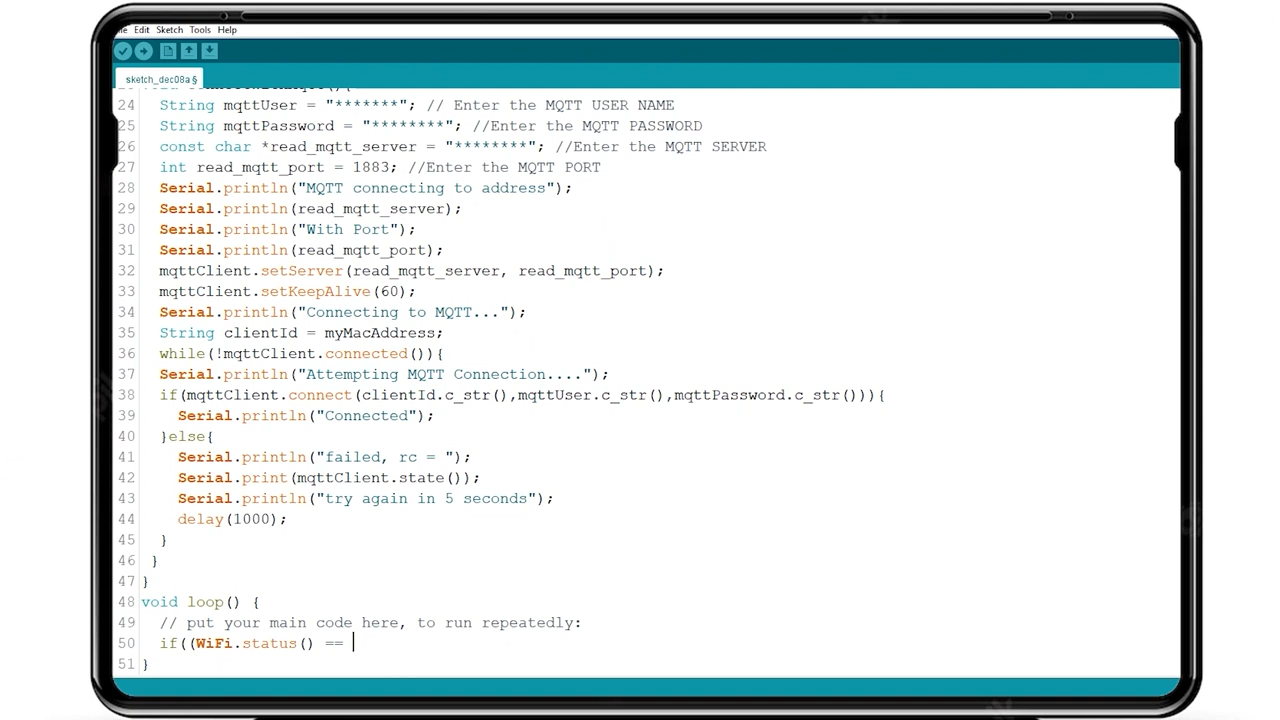 Edit Sketch Tools Help
sketch_dec08a §
24 String mqttUser = "*******"; // Enter the MQTT USER NAME
25 String mqttPassword = "********"; //Enter the MQTT PASSWORD
26 const char *read_mqtt_server = "********"; //Enter the MQTT SERVER
27 int read_mqtt_port = 1883; //Enter the MQTT PORT
28 Serial.println("MQTT connecting to address");
29 Serial.println(read_mqtt_server);
30 Serial.println("With Port");
31 Serial.println(read_mqtt_port);
32 mqttClient.setServer(read_mqtt_server, read_mqtt_port);
33 mqttClient.setKeepAlive(60);
34 Serial.println("Connecting to MQTT...");
35 String clientId = myMacAddress;
36 while(!mqttClient.connected()){
37 Serial.println("Attempting MQTT Connection....");
38 if(mqttClient.connect(clientId.c_str(),mqttUser.c_str(),mqttPassword.c_str())){
39 Serial.println("Connected");
40 }else{
41 Serial.println("failed, rc = ");
42 Serial.print(mqttClient.state());
43 Serial.println("try again in 5 seconds");
44 delay(1000);
45 }
46 }
47 }
48 void loop() {
49 // put your main code here, to run repeatedly:
50 if((WiFi.status() ==
51 }